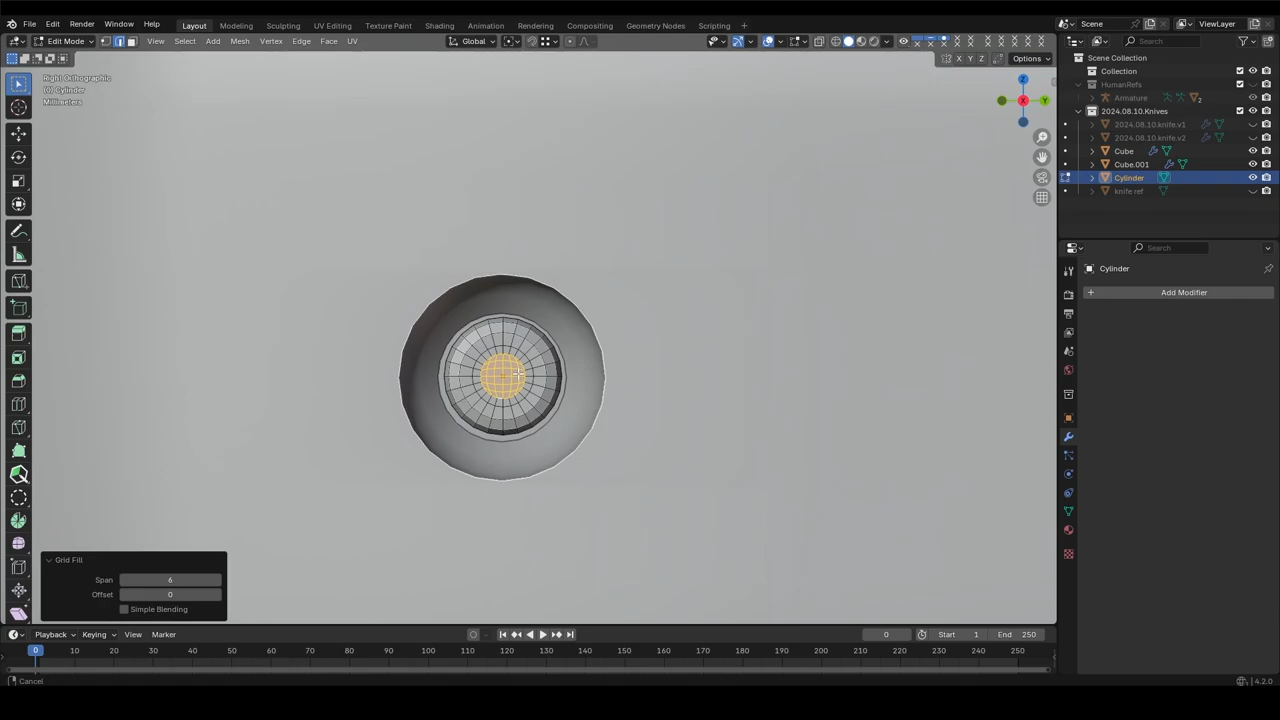 File Edit Render Window Help Layout Modeling Sculpting UV Editing Texture Paint Shading Animation Rendering Compositing Geometry Nodes Scripting + Scene ViewLayer
Edit Mode View Select Add Mesh Vertex Edge Face UV Global Search
X Y Z Options
Scene Collection
Collection
HumanRefs
Armature 2
2024.08.10.Knives
2024.08.10.knife.v1
2024.08.10.knife.v2
Cube
Cube.001
Cylinder
knife ref
Right Orthographic
(0) Cylinder
Millimeters
Z
X Y
Search
Cylinder
+ Add Modifier
Grid Fill
Span 6
Offset 0
Simple Blending
Playback Keying View Marker 0 Start 1 End 250
0 10 20 30 40 50 60 70 80 90 100 110 120 130 140 150 160 170 180 190 200 210 220 230 240 250
Cancel 4.2.0